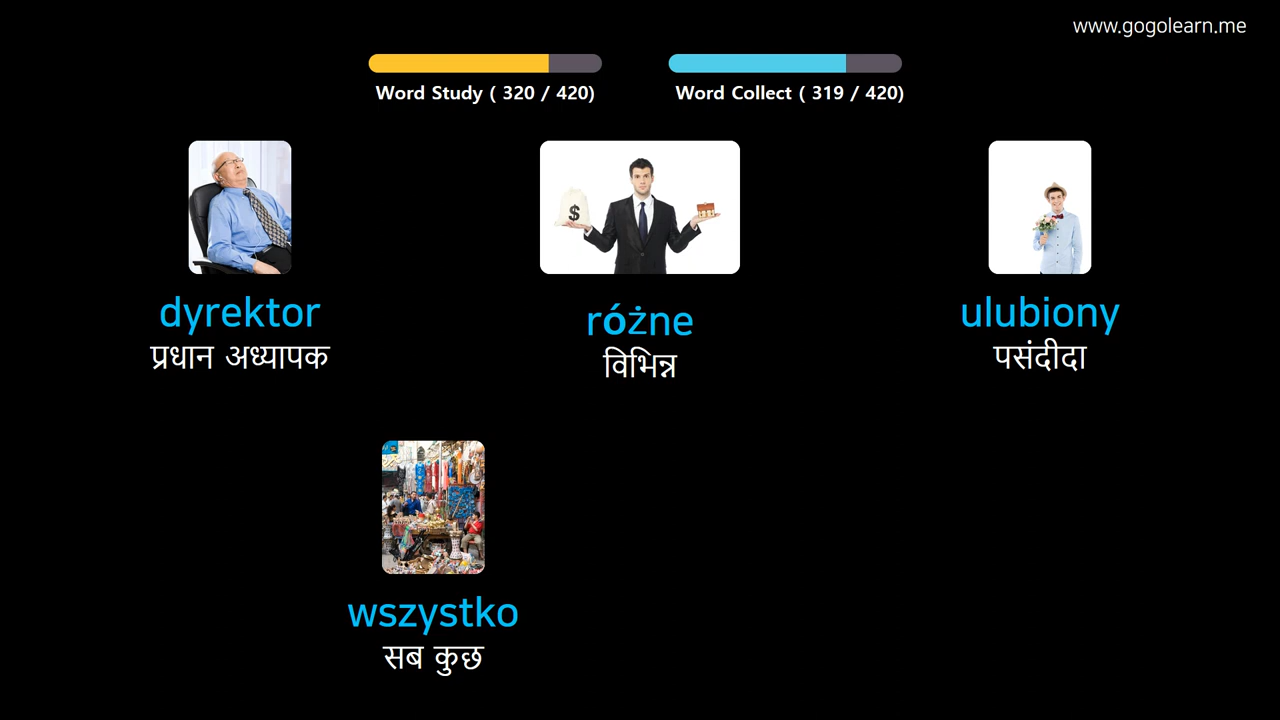 www.gogolearn.me
Word Study ( 320 / 420)
Word Collect ( 319 / 420)
dyrektor
प्रधान अध्यापक
różne
विभिन्न
ulubiony
पसंदीदा
wszystko
सब कुछ